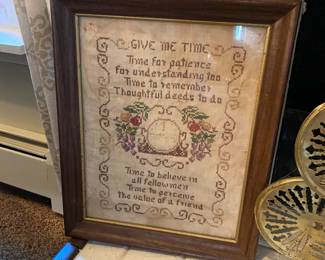 GIVE ME TIME
Time for patience
for understanding too
Time to remember
Thoughtful deeds to do
Time to believe in
all fellowmen
Time to perceive
the value of a friend